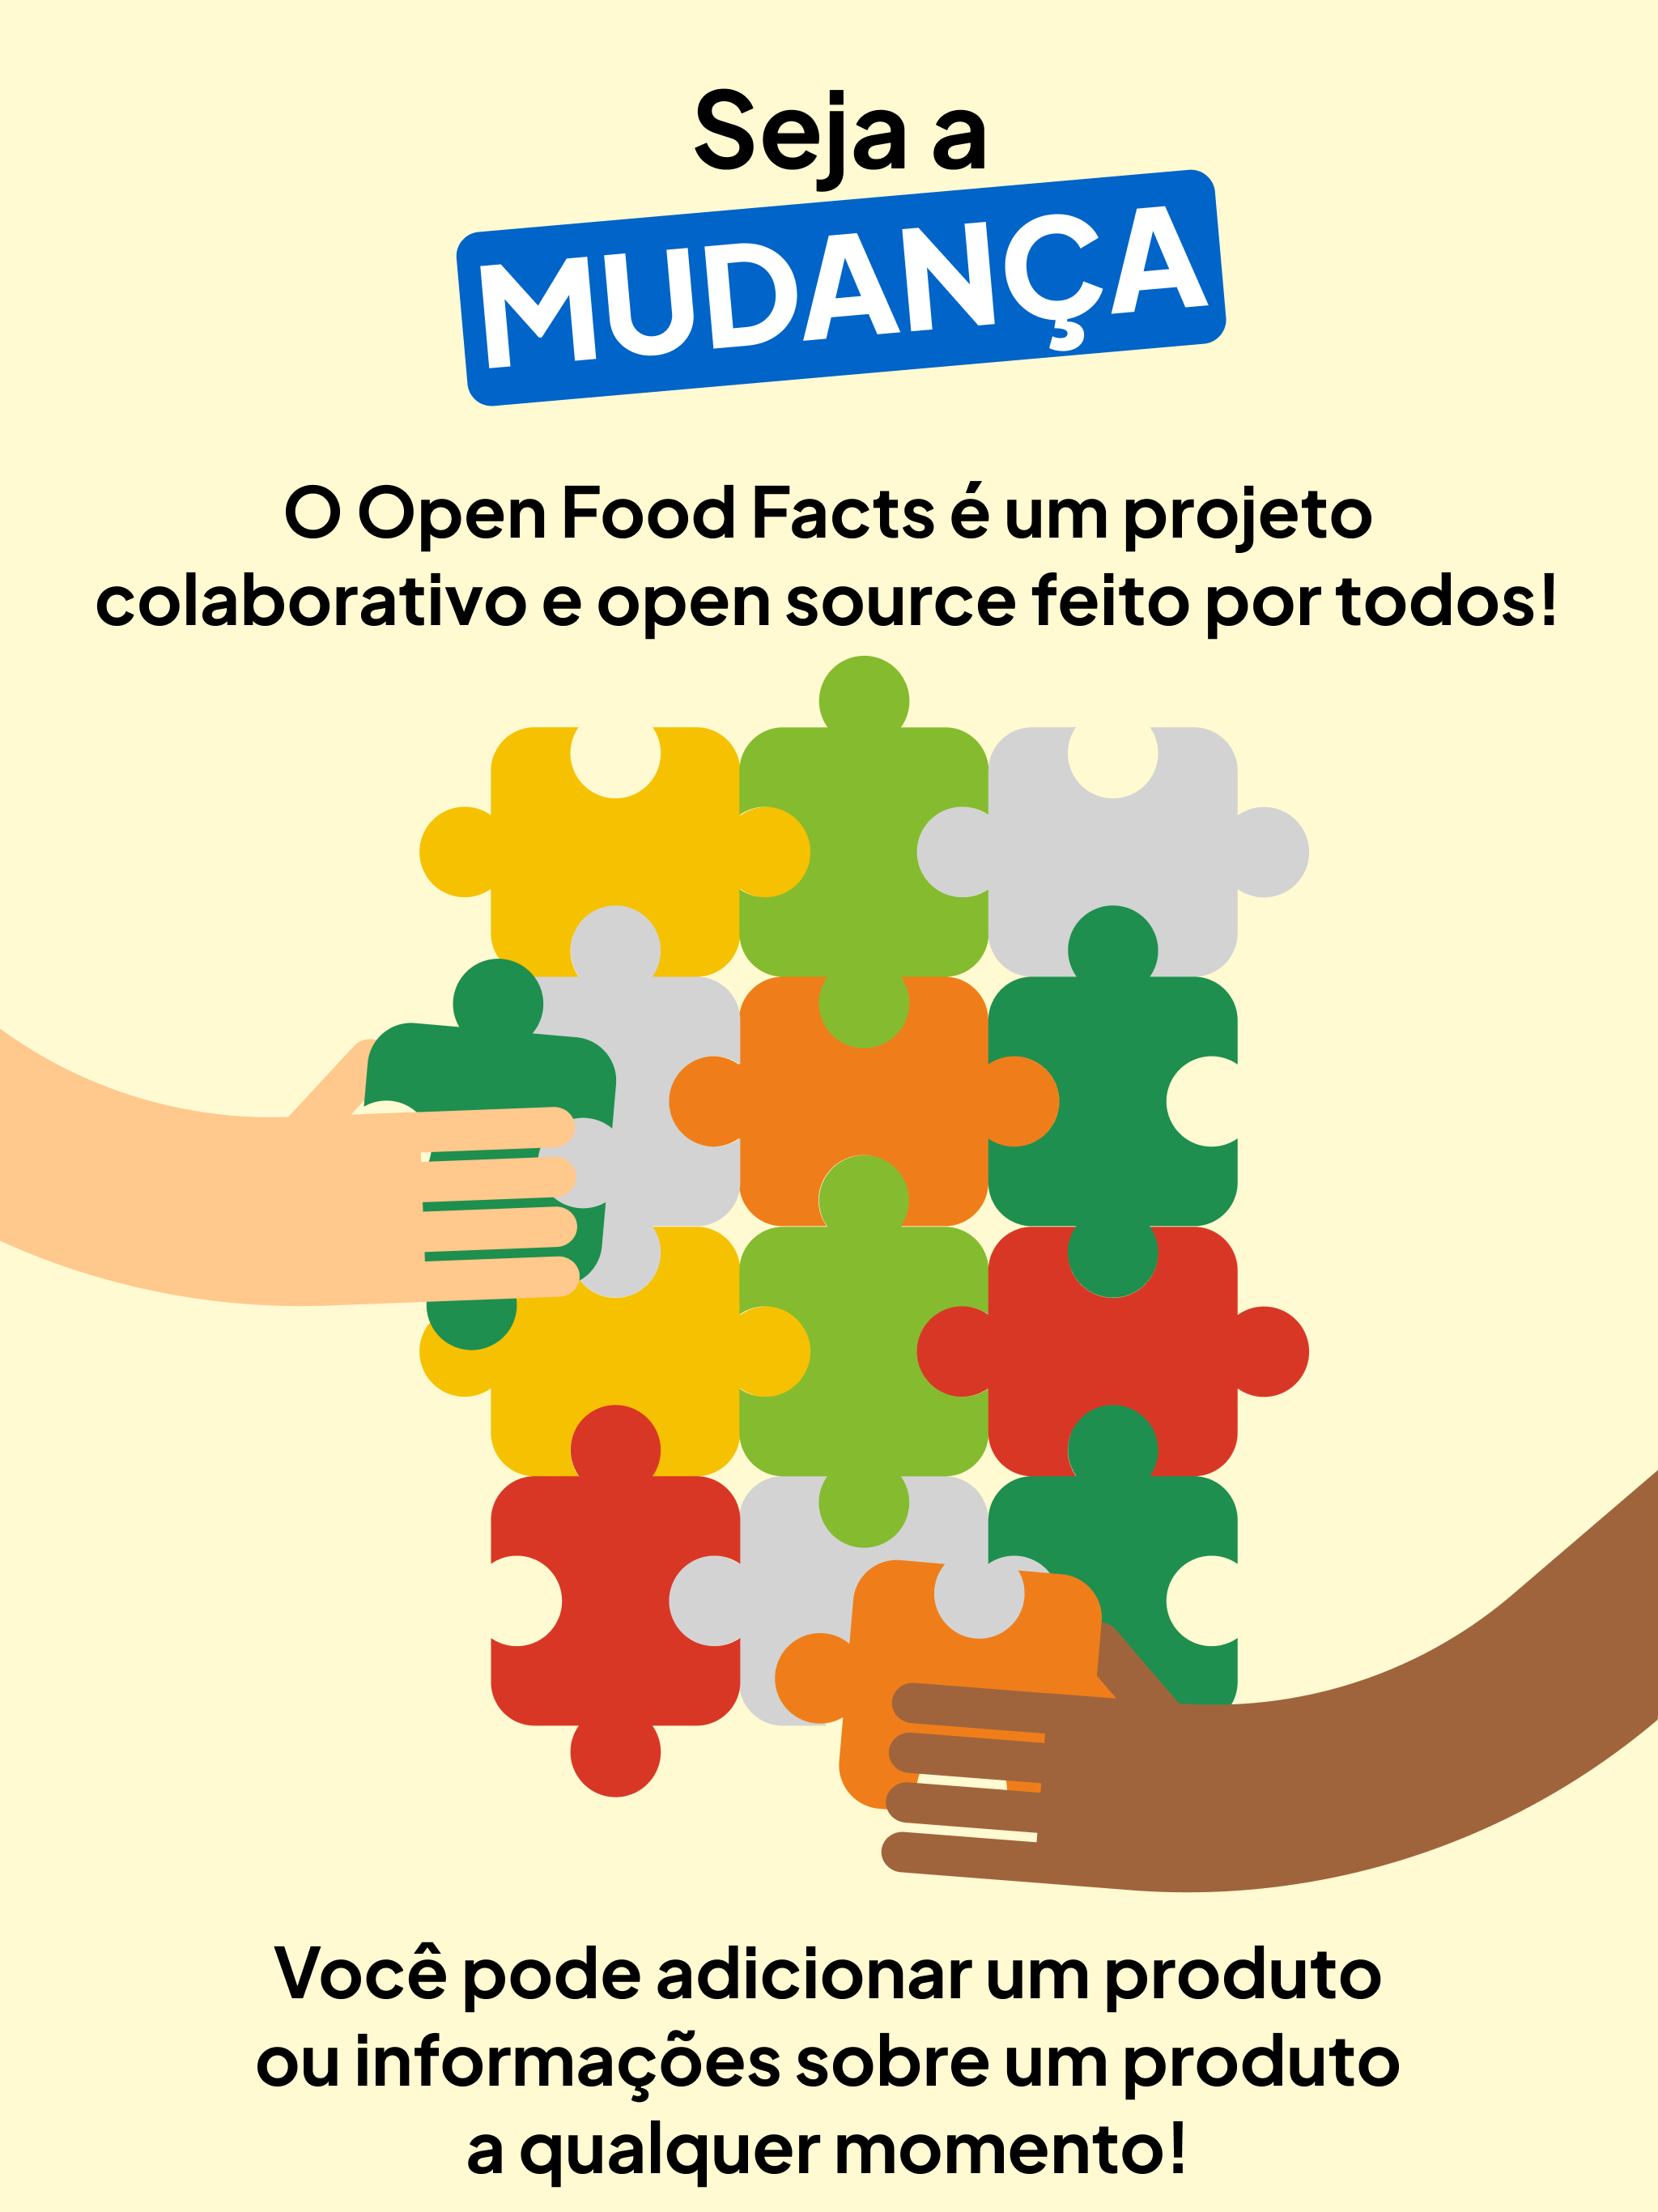 Seja a
MUDANÇA
O Open Food Facts é um projeto
colaborativo e open source feito por todos!
Você pode adicionar um produto
ou informações sobre um produto
a qualquer momento!